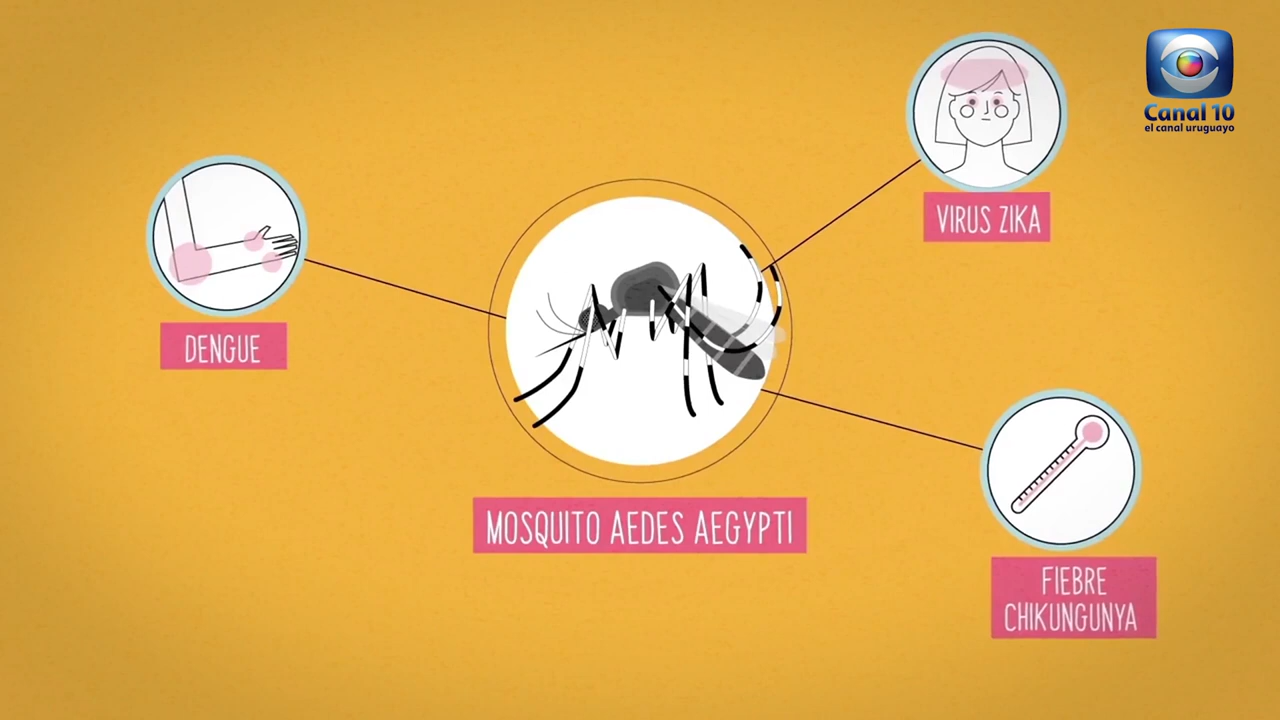 Canal 10
el canal uruguayo
VIRUS ZIKA
DENGUE
MOSQUITO AEDES AEGYPTI
FIEBRE
CHIKUNGUNYA